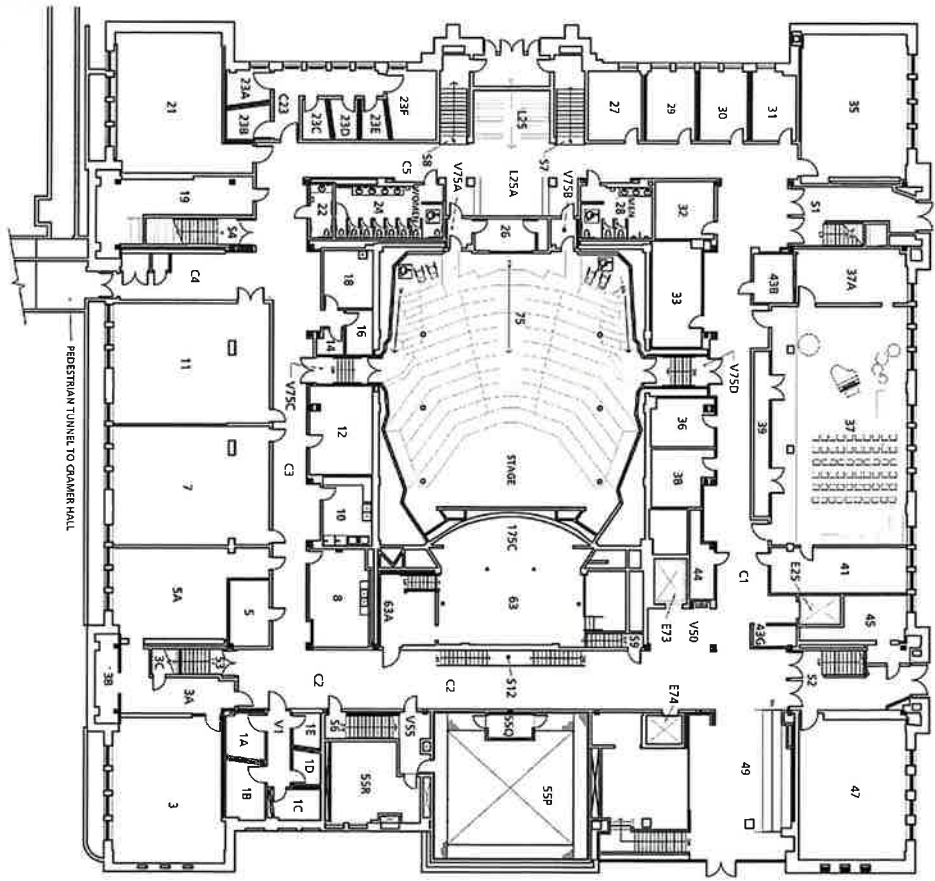 21
23A
23B
C23
23C
23D
23E
23F
L25
27
29
30
31
35
S8
S7
C5
V75A
L25A
V75B
19
S4
22
24
WOMEN
26
28
MEN
32
S1
C4
18
16
14
75
33
43B
37A
PEDESTRIAN TUNNEL TO CRAMER HALL
11
V75C
V75D
12
36
39
37
7
C3
10
STAGE
38
175C
5A
5
8
63A
63
44
E73
C1
41
E25
45
V50
43G
S9
3B
3C
S3
3A
C2
C2
S12
E74
S2
3
1A
V1
1E
1D
1B
1C
S6
V55
55R
55Q
55P
49
47